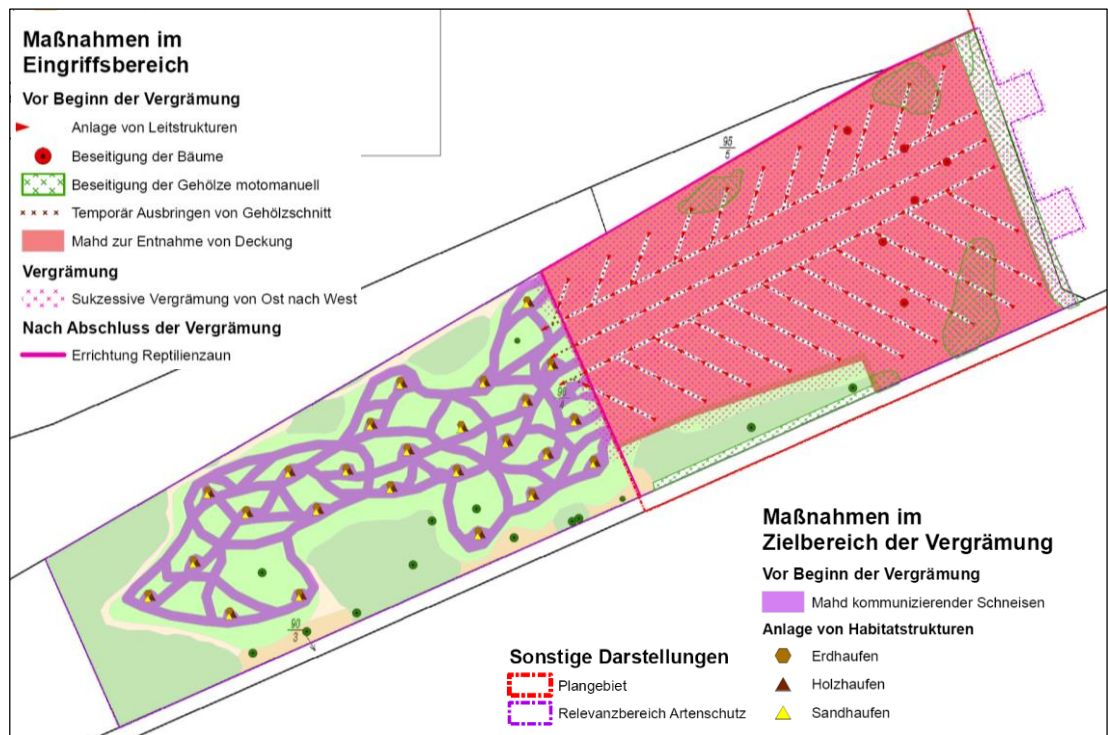 Maßnahmen im
Eingriffsbereich
Vor Beginn der Vergrämung
Anlage von Leitstrukturen
Beseitigung der Bäume
Beseitigung der Gehölze motomanuell
Temporär Ausbringen von Gehölzschnitt
Mahd zur Entnahme von Deckung
Vergrämung
Sukzessive Vergrämung von Ost nach West
Nach Abschluss der Vergrämung
Errichtung Reptilienzaun
90
3
Maßnahmen im
Zielbereich der Vergrämung
Vor Beginn der Vergrämung
Mahd kommunizierender Schneisen
Anlage von Habitatstrukturen
Erdhaufen
Holzhaufen
Sandhaufen
Sonstige Darstellungen
Plangebiet
Relevanzbereich Artenschutz